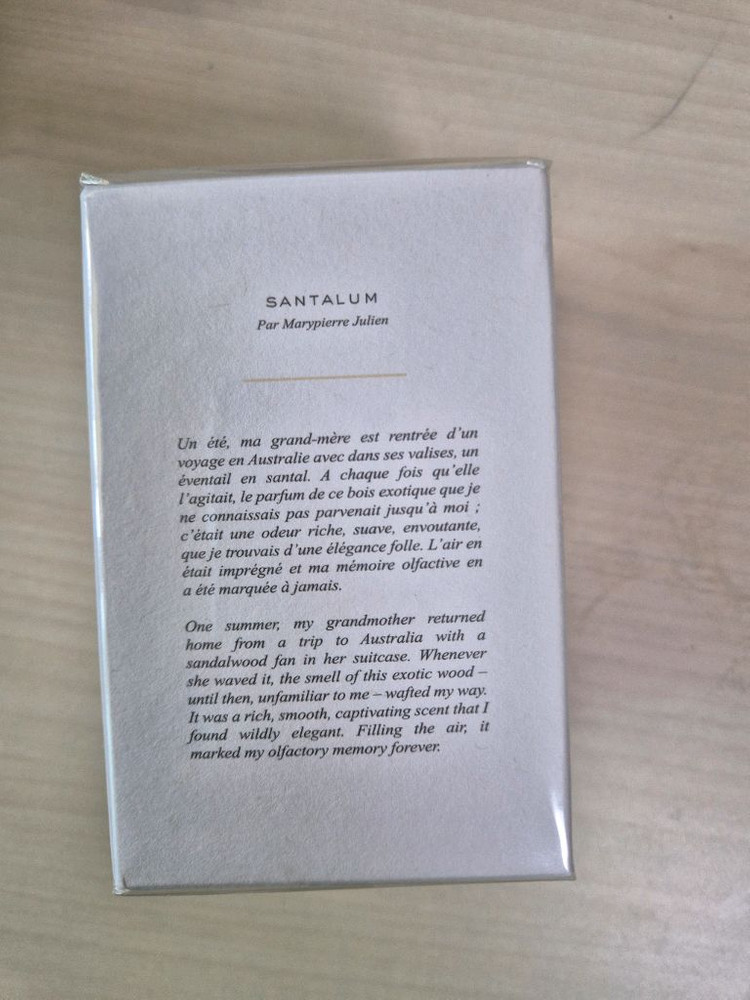 SANTALUM
Par Marypierre Julien
Un été, ma grand-mère est rentrée d'un
voyage en Australie avec dans ses valises, un
éventail en santal. A chaque fois qu'elle
l'agitait, le parfum de ce bois exotique que je
ne connaissais pas parvenait jusqu'à moi ;
c'était une odeur riche, suave, envoutante,
que je trouvais d'une élégance folle. L'air en
était imprégné et ma mémoire olfactive en
a été marquée à jamais.
One summer, my grandmother returned
home from a trip to Australia with a
sandalwood fan in her suitcase. Whenever
she waved it, the smell of this exotic wood –
until then, unfamiliar to me – wafted my way.
It was a rich, smooth, captivating scent that I
found wildly elegant. Filling the air, it
marked my olfactory memory forever.